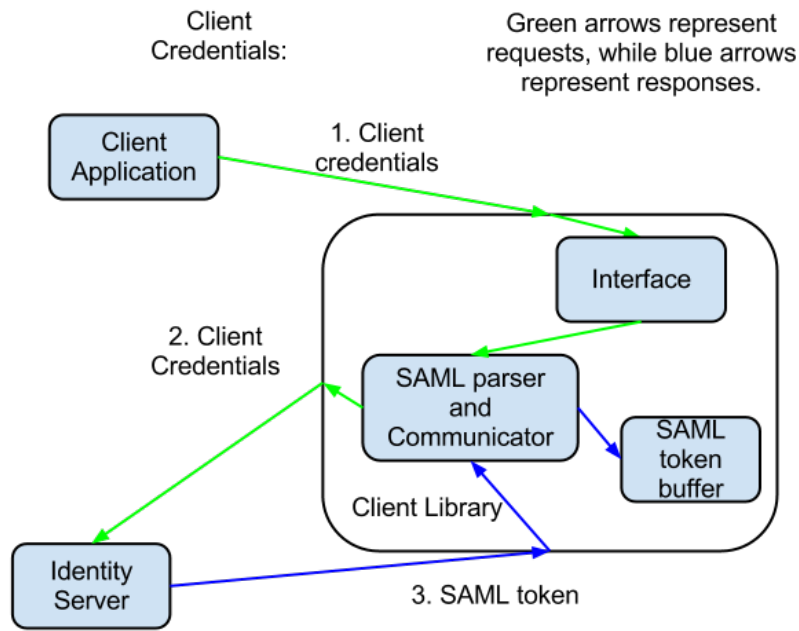 Client
Credentials:
Green arrows represent
requests, while blue arrows
represent responses.
Client
Application
1. Client
credentials
Interface
2. Client
Credentials
SAML parser
and
Communicator
SAML
token
buffer
Client Library
Identity
Server
3. SAML token